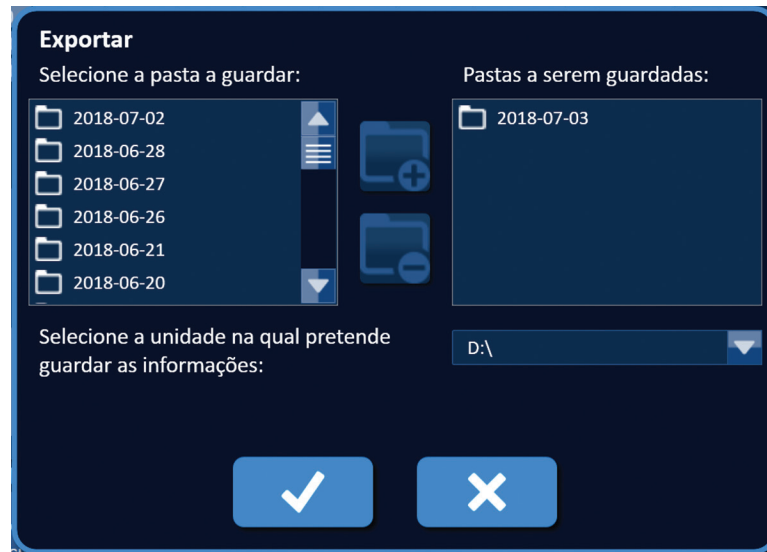 Exportar
Selecione a pasta a guardar:
Pastas a serem guardadas:
2018-07-02
2018-06-28
2018-06-27
2018-06-26
2018-06-21
2018-06-20
2018-07-03
Selecione a unidade na qual pretende
guardar as informações:
D:\